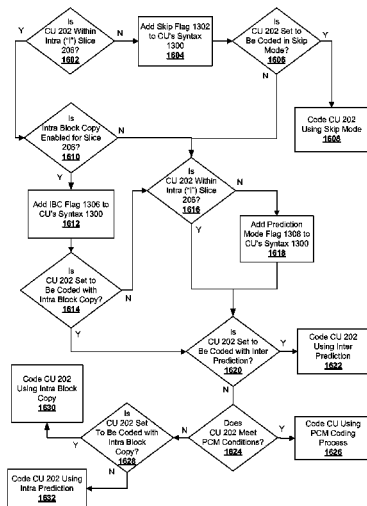 Is
CU 202 Within
Intra ("I") Slice
206?
1602
Y
N
Add Skip Flag 1302
to CU's Syntax
1300
1604
Is
CU 202 Set to
Be Coded in Skip
Mode?
1606
N
Y
Code CU 202
Using Skip Mode
1608
Is
Intra Block Copy
Enabled for Slice
206?
1610
N
Y
Add IBC Flag 1306 to
CU's Syntax 1300
1612
Is
CU 202 Within
Intra ("I") Slice
206?
1616
N
Y
Add Prediction
Mode Flag 1308 to
CU's Syntax 1300
1618
Is
CU 202 Set to
Be Coded with
Intra Block Copy?
1614
N
Y
Is
CU 202 Set to
be Coded with Inter
Prediction?
1620
Y
N
Code CU 202
Using Inter
Prediction
1622
Code CU 202
Using Intra Block
Copy
1630
Is
CU 202 Set
To Be Coded with
Intra Block
Copy?
1628
Y
N
Does
CU 202 Meet
PCM Conditions?
1624
N
Y
Code CU Using
PCM Coding
Process
1626
Code CU 202 Using
Intra Prediction
1632